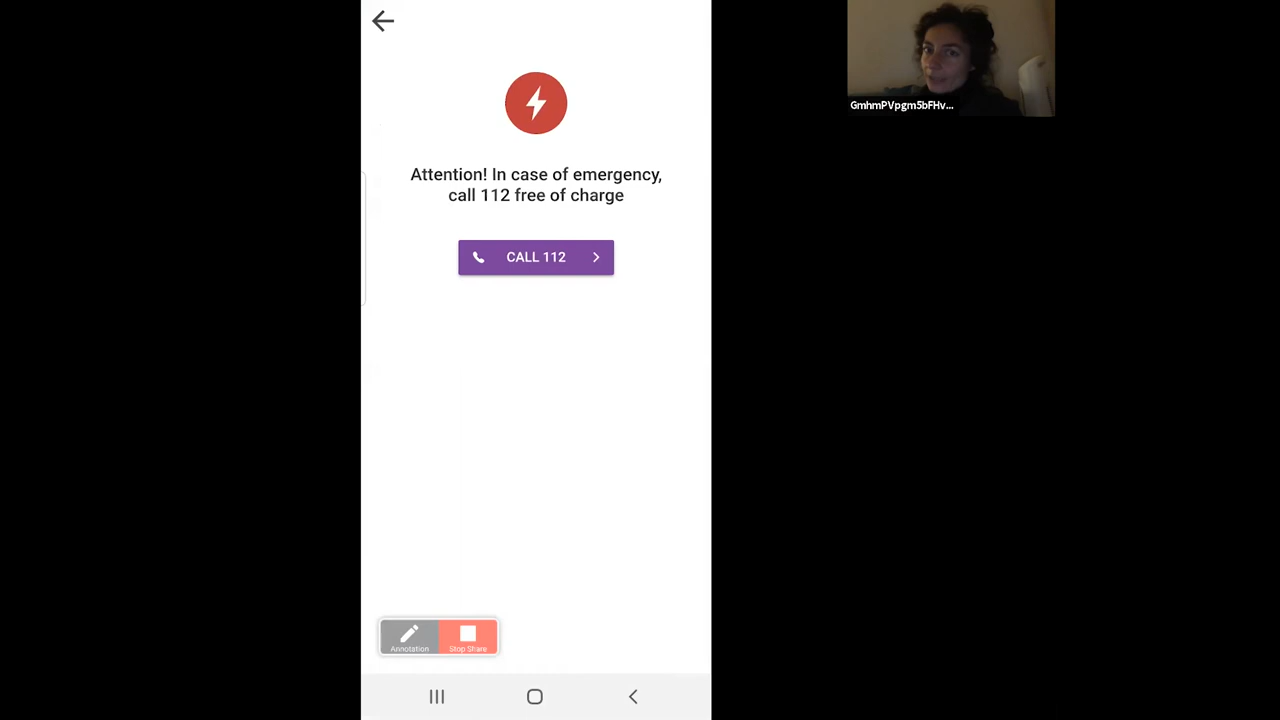 Attention! In case of emergency,
call 112 free of charge
CALL 112
Annotation
Stop Share
GmhmPVpgm5bFHv...